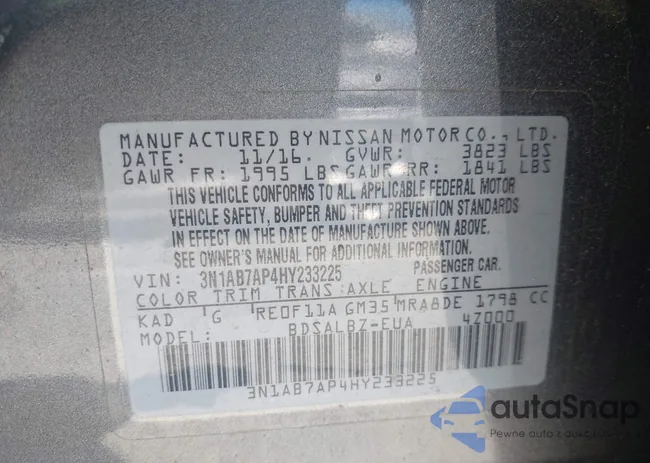 MANUFACTURED BY NISSAN MOTOR CO., LTD.
DATE: 11/16. GVWR: 3823 LBS
GAWR FR: 1995 LBS GAWR RR: 1841 LBS
THIS VEHICLE CONFORMS TO ALL APPLICABLE FEDERAL MOTOR
VEHICLE SAFETY, BUMPER AND THEFT PREVENTION STANDARDS
IN EFFECT ON THE DATE OF MANUFACTURE SHOWN ABOVE.
SEE OWNER'S MANUAL FOR ADDITIONAL INFORMATION.
VIN: 3N1AB7AP4HY233225 PASSENGER CAR.
COLOR TRIM TRANS:AXLE ENGINE
KAD G RE0F11A GM35 MRA8DE 1798 CC
MODEL: BDSALBZ-EUA 4Z000
3N1AB7AP4HY233225
autoSnap